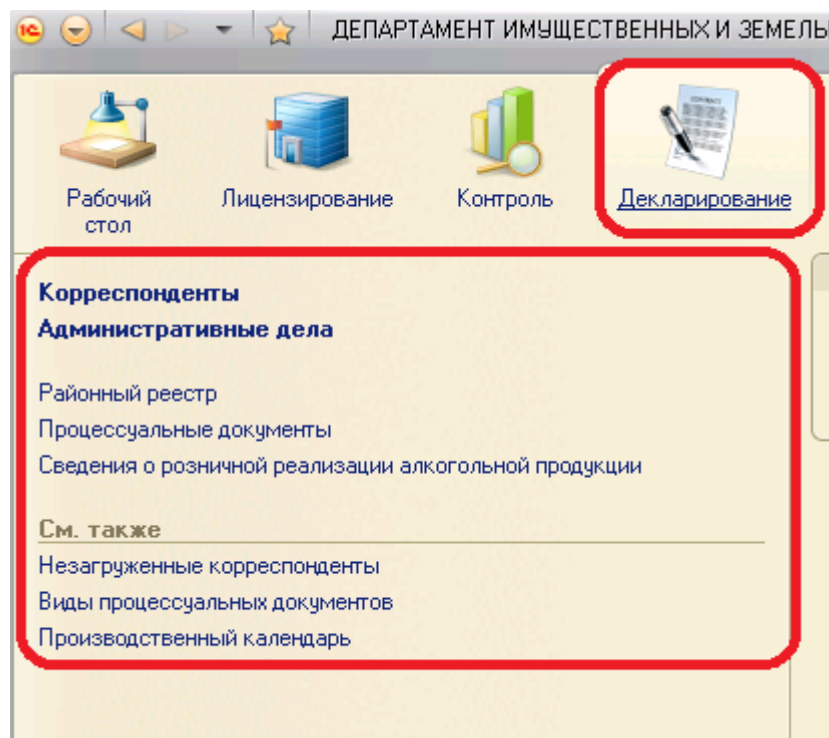 ДЕПАРТАМЕНТ ИМУЩЕСТВЕННЫХ И ЗЕМЕЛЬ
Рабочий стол
Лицензирование
Контроль
Декларирование
Корреспонденты
Административные дела
Районный реестр
Процессуальные документы
Сведения о розничной реализации алкогольной продукции
См. также
Незагруженные корреспонденты
Виды процессуальных документов
Производственный календарь